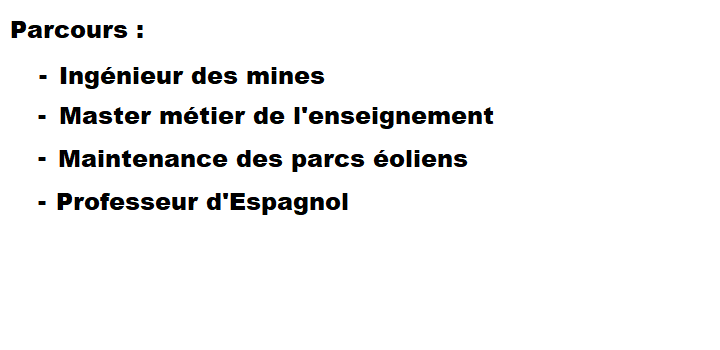 Parcours :
- Ingénieur des mines
- Master métier de l'enseignement
- Maintenance des parcs éoliens
- Professeur d'Espagnol